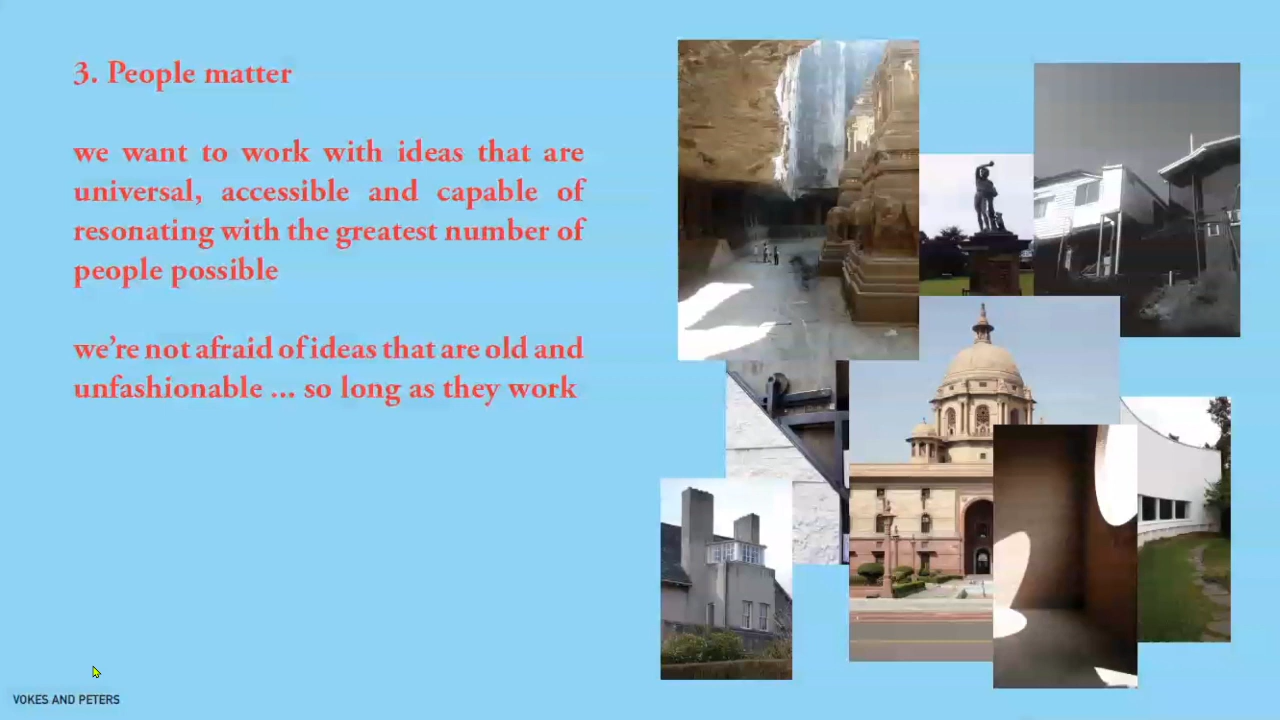 3. People matter
we want to work with ideas that are
universal, accessible and capable of
resonating with the greatest number of
people possible
we’re not afraid of ideas that are old and
unfashionable ... so long as they work
VOKES AND PETERS